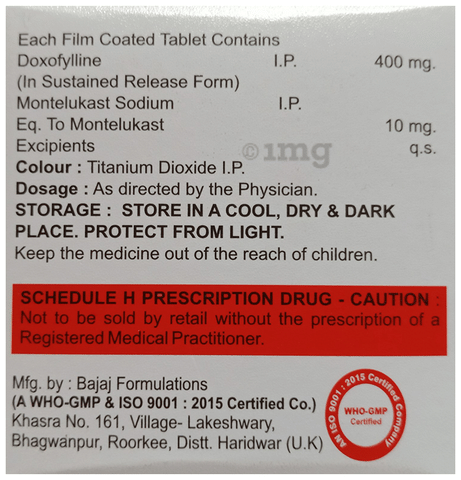 Each Film Coated Tablet Contains
Doxofylline I.P. 400 mg.
(In Sustained Release Form)
Montelukast Sodium I.P.
Eq. To Montelukast 10 mg.
Excipients q.s.
©1mg
Colour : Titanium Dioxide I.P.
Dosage : As directed by the Physician.
STORAGE : STORE IN A COOL, DRY & DARK
PLACE. PROTECT FROM LIGHT.
Keep the medicine out of the reach of children.
SCHEDULE H PRESCRIPTION DRUG - CAUTION :
Not to be sold by retail without the prescription of a
Registered Medical Practitioner.
Mfg. by : Bajaj Formulations
(A WHO-GMP & ISO 9001 : 2015 Certified Co.)
Khasra No. 161, Village- Lakeshwary,
Bhagwanpur, Roorkee, Distt. Haridwar (U.K)
AN ISO 9001 : 2015 Certified Company
WHO-GMP
Certified